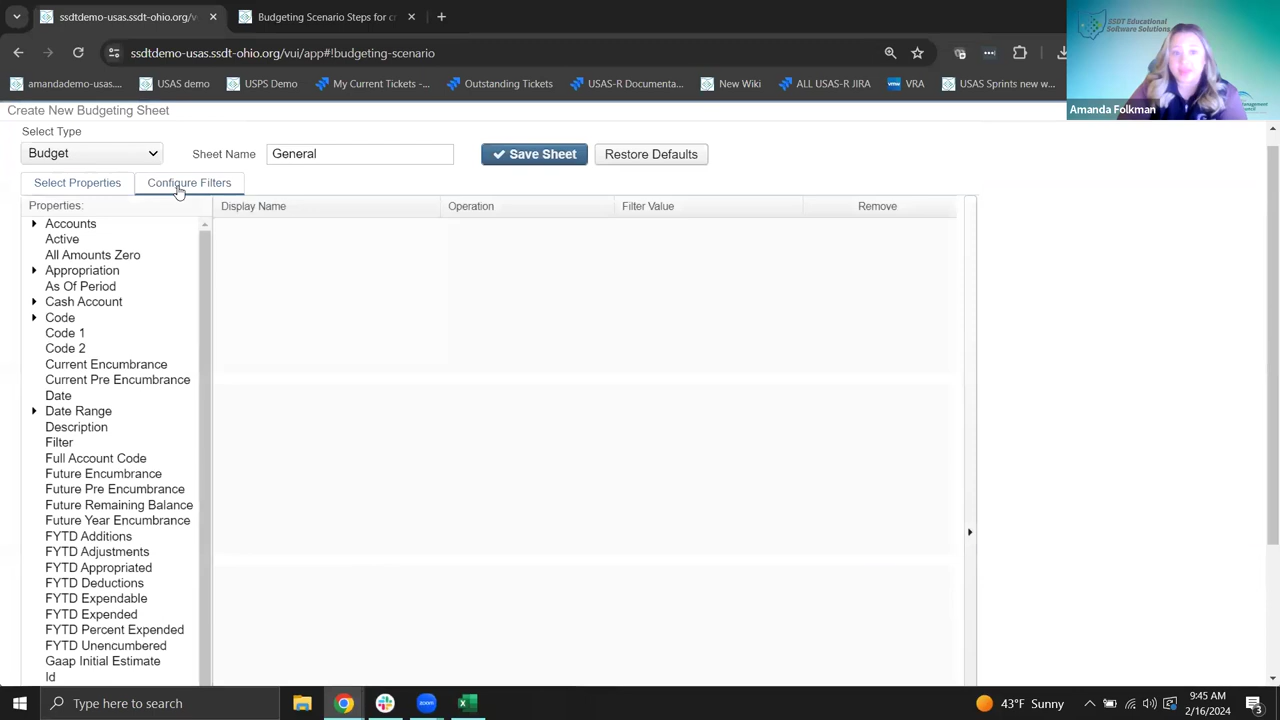 ssdtdemo-usas.ssdt-ohio.org/v
Budgeting Scenario Steps for c
ssdtdemo-usas.ssdt-ohio.org/vui/app#!budgeting-scenario
amandademo-usas.ssd
USAS demo
USPS Demo
My Current Tickets -...
Outstanding Tickets
USAS-R Documenta...
New Wiki
ALL USAS-R JIRA
VRA
USAS Sprints new w...
SSDT Educational
Software Solutions
Amanda Folkman
Create New Budgeting Sheet
Select Type
Budget
Sheet Name
General
Save Sheet
Restore Defaults
Select Properties
Configure Filters
Properties:
Display Name
Operation
Filter Value
Remove
Accounts
Active
All Amounts Zero
Appropriation
As Of Period
Cash Account
Code
Code 1
Code 2
Current Encumbrance
Current Pre Encumbrance
Date
Date Range
Description
Filter
Full Account Code
Future Encumbrance
Future Pre Encumbrance
Future Remaining Balance
Future Year Encumbrance
FYTD Additions
FYTD Adjustments
FYTD Appropriated
FYTD Deductions
FYTD Expendable
FYTD Expended
FYTD Percent Expended
FYTD Unencumbered
Gaap Initial Estimate
Id
Type here to search
zoom
43°F Sunny
9:45 AM
2/16/2024
3